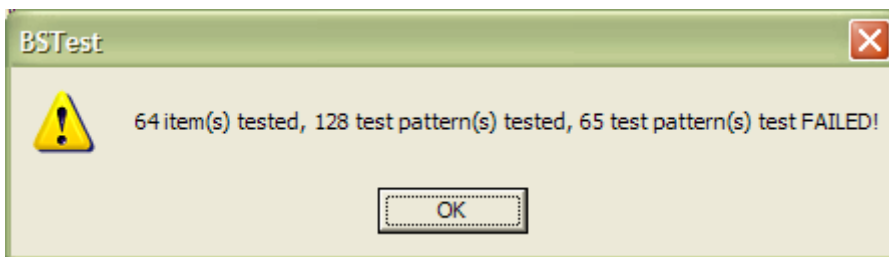 BSTest
64 item(s) tested, 128 test pattern(s) tested, 65 test pattern(s) test FAILED!
OK